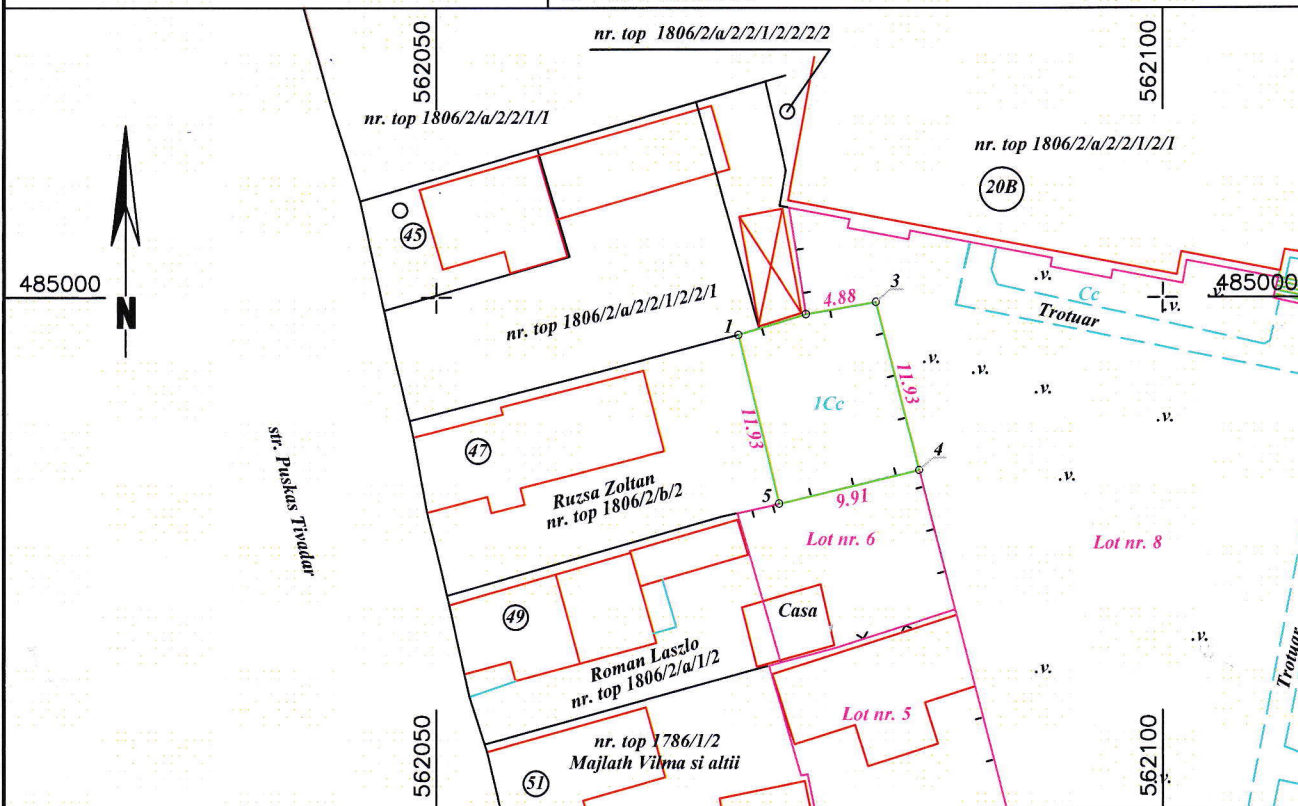 562050
nr. top 1806/2/a/2/2/1/2/2/2/2
562100
nr. top 1806/2/a/2/2/1/1
nr. top 1806/2/a/2/2/1/2/1
20B
45
485000
N
.v.
Cc
.v.
.v.
485000
nr. top 1806/2/a/2/2/1/2/2/1
4.88
3
Trotuar
1
.v.
.v.
.v.
11.93
11.93
1Cc
.v.
47
str. Puskas Tivadar
Ruzsa Zoltan
nr. top 1806/2/b/2
4
5
9.91
.v.
Lot nr. 6
Lot nr. 8
49
Casa
.v.
Trotuar
Roman Laszlo
nr. top 1806/2/a/1/2
.v.
Lot nr. 5
562050
nr. top 1786/1/2
Majlath Vilma si altii
562100
51
.v.